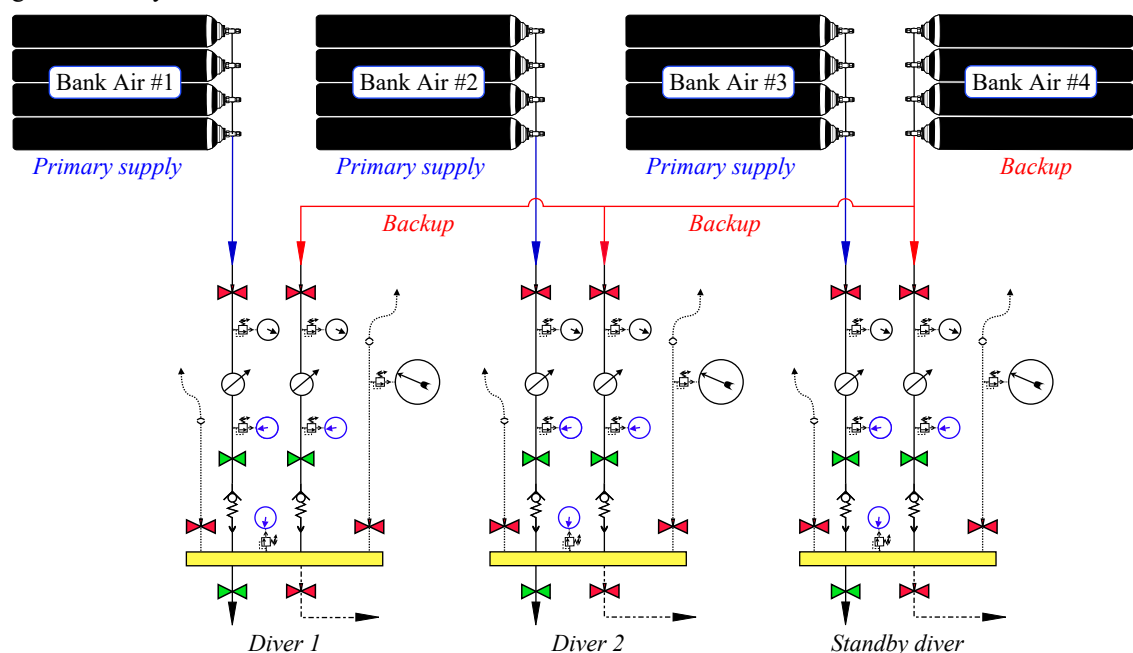 Bank Air #1
Bank Air #2
Bank Air #3
Bank Air #4
Primary supply
Primary supply
Primary supply
Backup
Backup
Backup
Diver 1
Diver 2
Standby diver